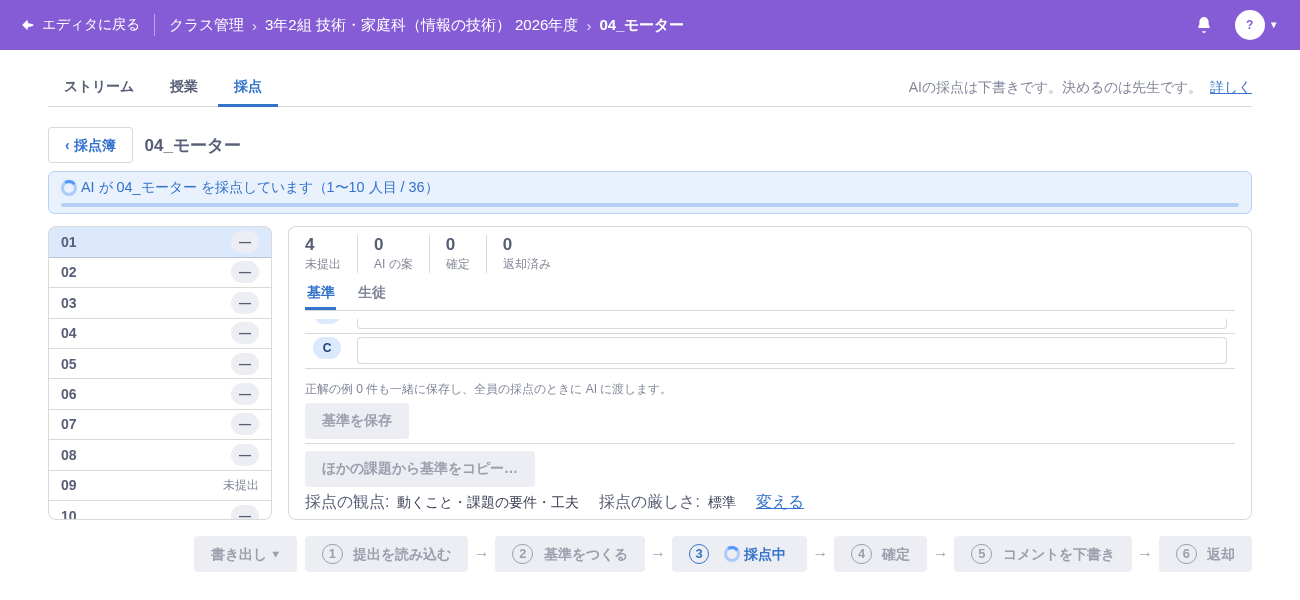 エディタに戻る クラス管理 › 3年2組 技術・家庭科（情報の技術） 2026年度 › 04_モーター ?
ストリーム 授業 採点 AIの採点は下書きです。決めるのは先生です。 詳しく
‹ 採点簿 04_モーター
AI が 04_モーター を採点しています（1〜10 人目 / 36）
01 —
02 —
03 —
04 —
05 —
06 —
07 —
08 —
09 未提出
10 —
4 0 0 0
未提出 AI の案 確定 返却済み
基準 生徒
C
正解の例 0 件も一緒に保存し、全員の採点のときに AI に渡します。
基準を保存
ほかの課題から基準をコピー…
採点の観点: 動くこと・課題の要件・工夫 採点の厳しさ: 標準 変える
書き出し ▾ 1 提出を読み込む → 2 基準をつくる → 3 採点中 → 4 確定 → 5 コメントを下書き → 6 返却